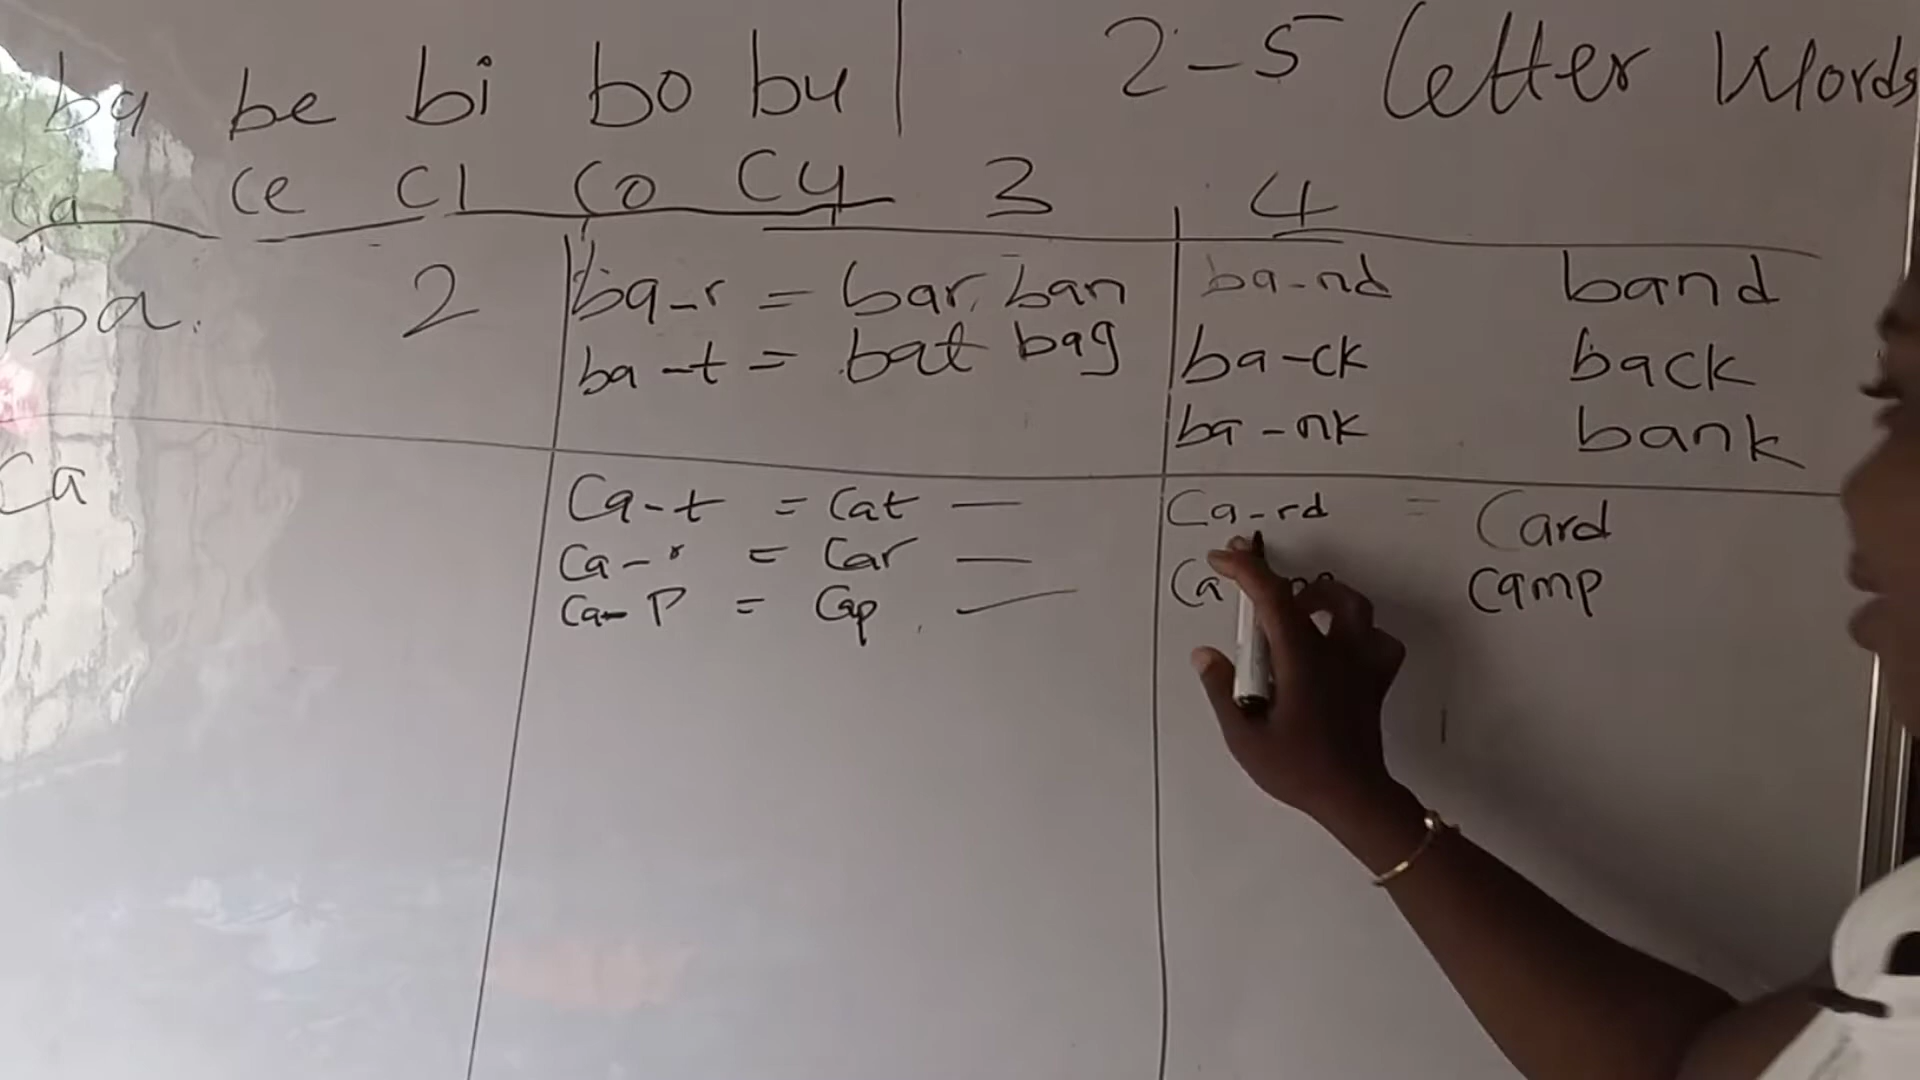 ba be bi bo bu 2-5 letter Words
ca ce ci co cu 3 4
ba. 2 ba-r = bar, ban ba-nd band
ba-t = bat bag ba-ck back
ba-nk bank
ca Ca-t = Cat — Ca-rd = Card
Ca-r = Car — Ca camp
Ca-P = Cap —